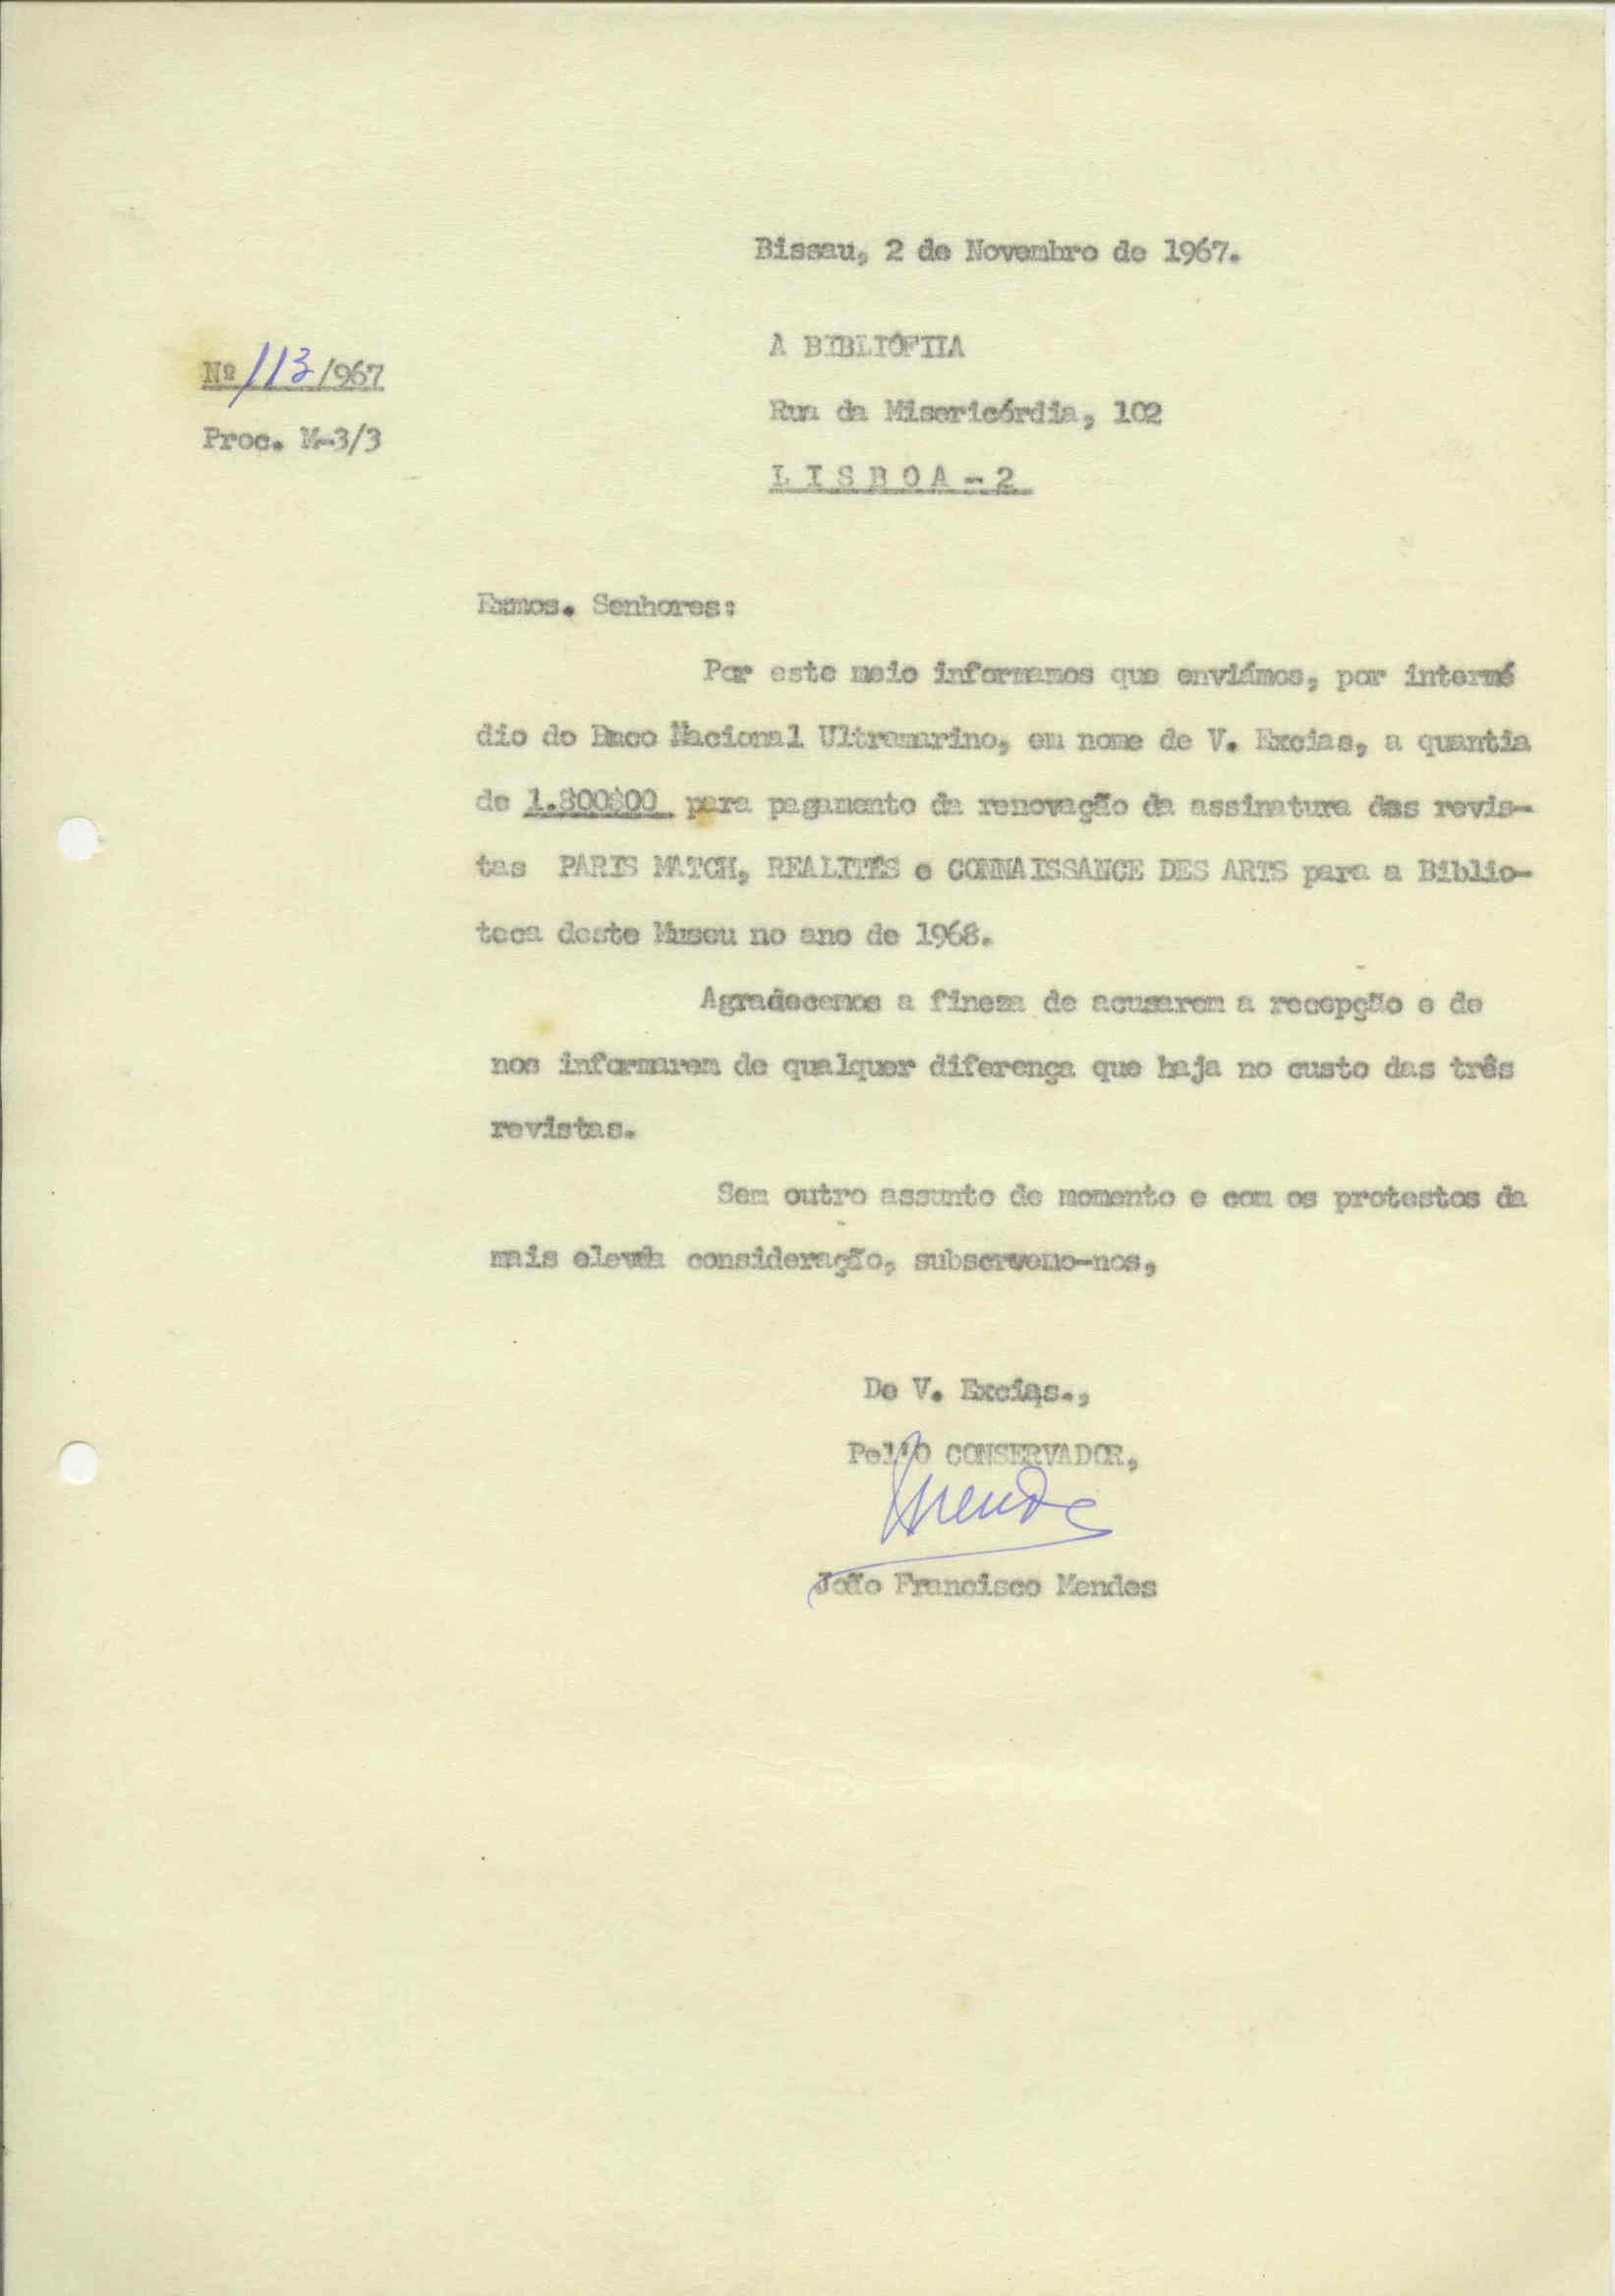 Bissau, 2 de Novembro de 1967.
A BIBLIÓFILA
Nº 113/967
Rua da Misericórdia, 102
Proc. M-3/3
L I S B O A - 2
Exmos. Senhores:
Por este meio informamos que enviámos, por intermé
dio do Baco Nacional Ultramarino, em nome de V. Excias, a quantia
de 1.800$00 para pagamento da renovação da assinatura das revis-
tas PARIS MATCH, REALITÉS e CONNAISSANCE DES ARTS para a Biblio-
teca deste Museu no ano de 1968.
Agradecemos a fineza de acusarem a recepção e de
nos informarem de qualquer diferença que haja no custo das três
revistas.
Sem outro assunto de momento e com os protestos da
mais consideração,
De V. Excias.,
Pel'O CONSERVADOR,
Mendes
João Francisco Mendes